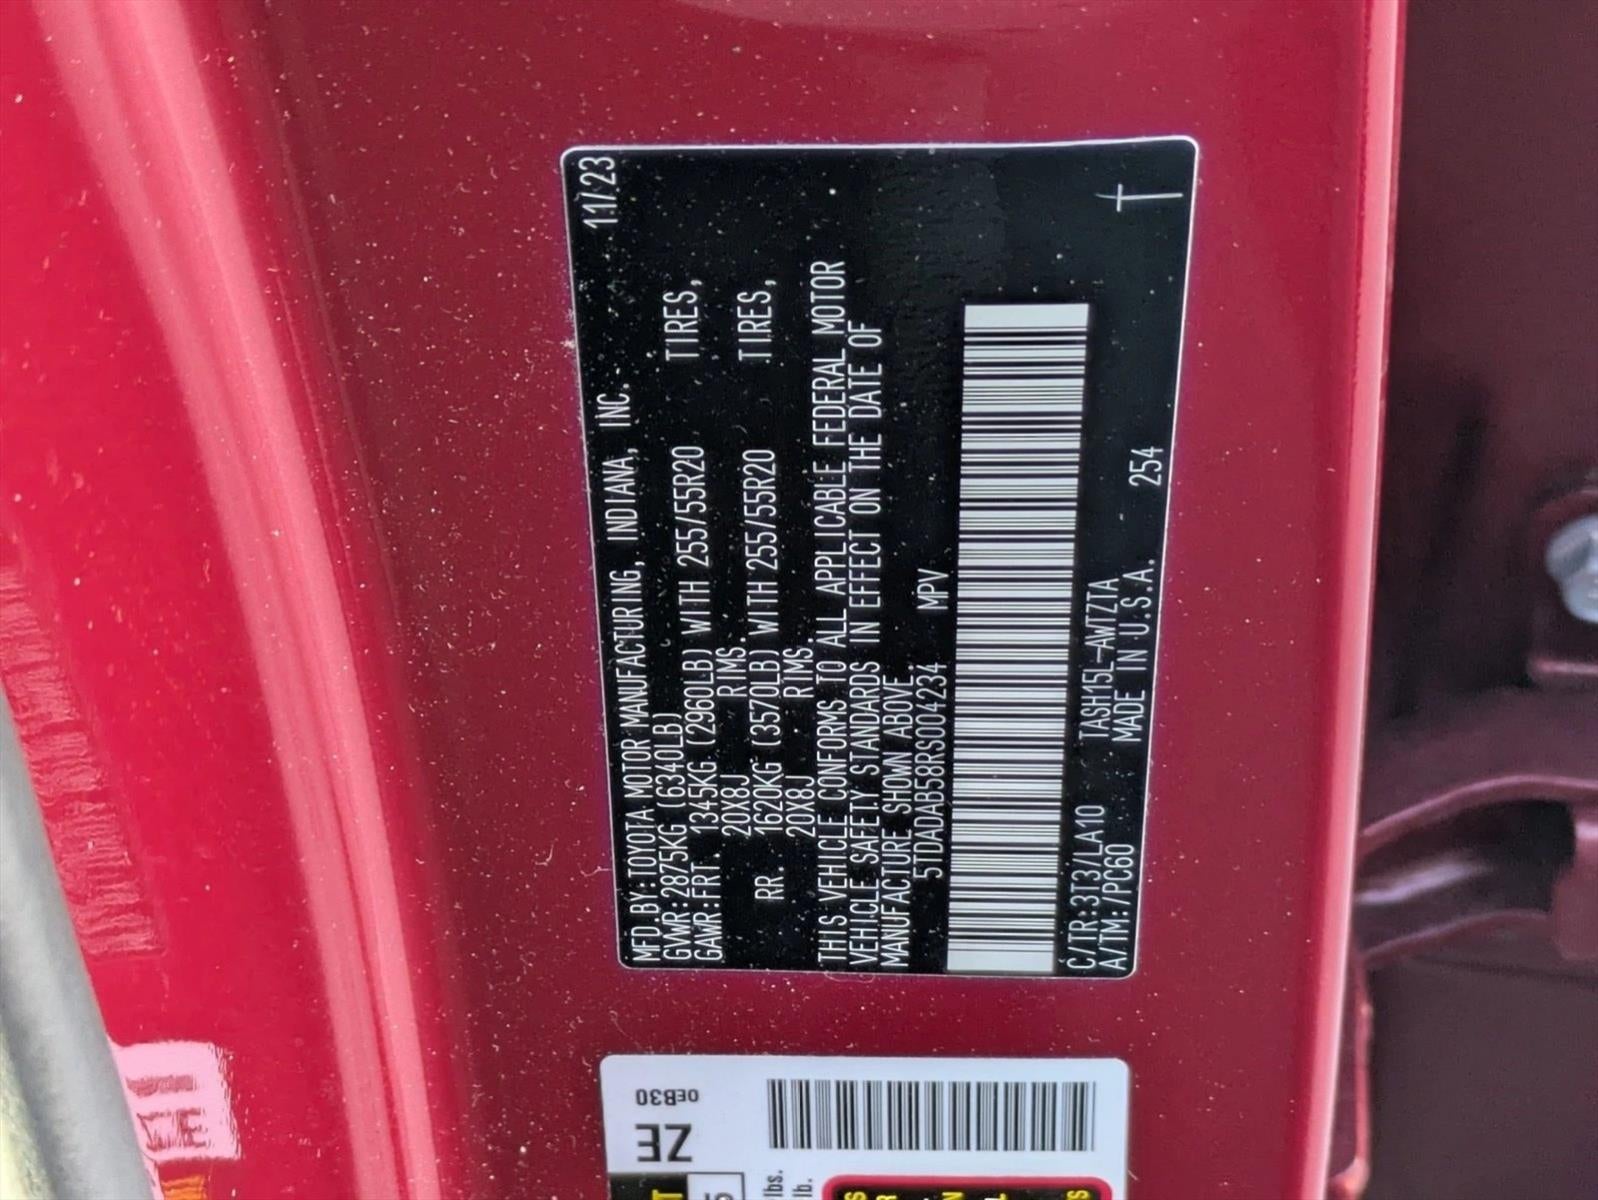 MFD.BY:TOYOTA MOTOR MANUFACTURING, INDIANA, INC. 11/23
GVWR:2875KG (6340LB)
GAWR:FRT. 1345KG (2960LB) WITH 255/55R20 TIRES,
20X8J RIMS,
RR. 1620KG (3570LB) WITH 255/55R20 TIRES,
20X8J RIMS.
THIS VEHICLE CONFORMS TO ALL APPLICABLE FEDERAL MOTOR
VEHICLE SAFETY STANDARDS IN EFFECT ON THE DATE OF
MANUFACTURE SHOWN ABOVE.
5TDADAB58RS004234 MPV
C/TR:3T3/LA10 TASH15L-AWTZTA
A/TM:/PC60 MADE IN U.S.A. 254
T
ZE
0EB30
lbs.
lb.